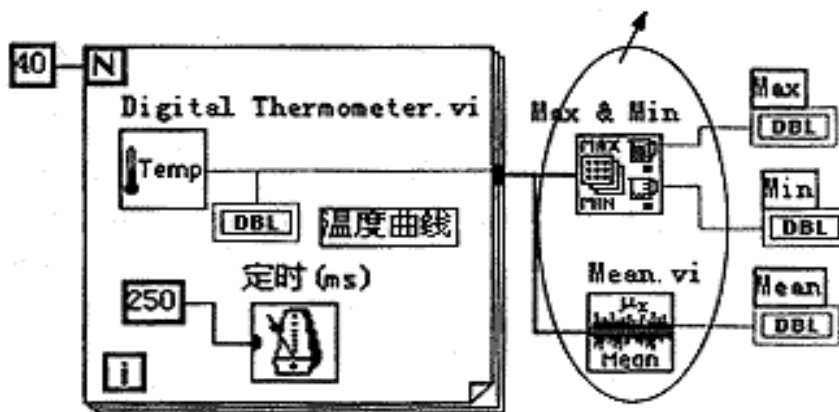 40
N
Digital Thermometer.vi
Temp
DBL
温度曲线
定时(ms)
250
i
Max & Min
MAX
MIN
Mean.vi
μx
Mean
Max
DBL
Min
DBL
Mean
DBL